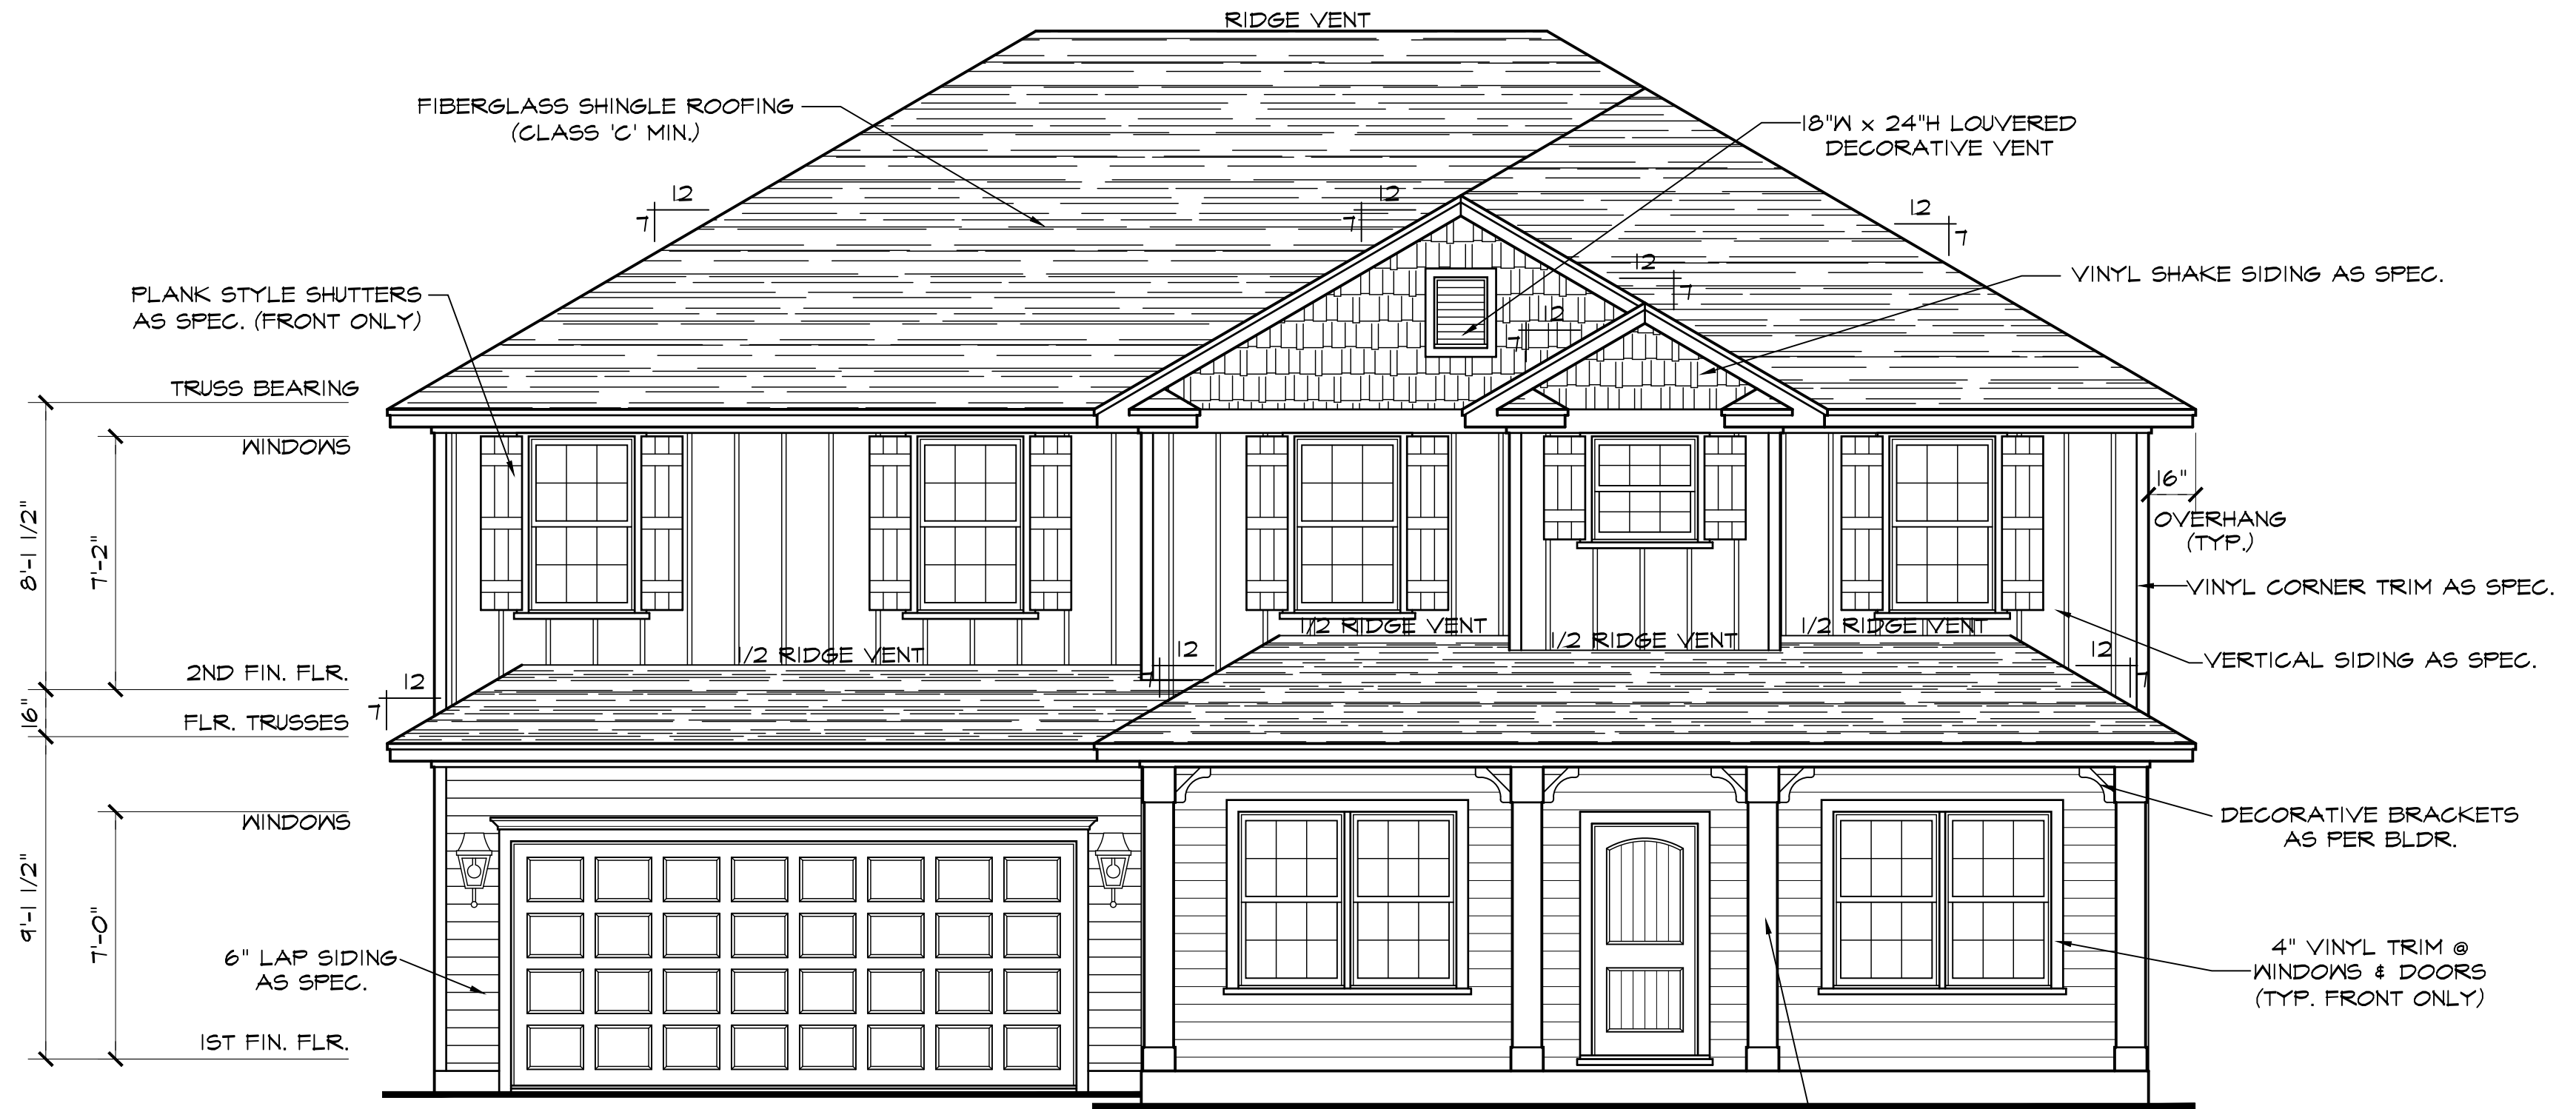 RIDGE VENT
FIBERGLASS SHINGLE ROOFING
(CLASS 'C' MIN.)
18"W x 24"H LOUVERED
DECORATIVE VENT
12
7
12
7
12
7
12
7
12
7
VINYL SHAKE SIDING AS SPEC.
PLANK STYLE SHUTTERS
AS SPEC. (FRONT ONLY)
TRUSS BEARING
WINDOWS
8'-1 1/2"
7'-2"
16"
OVERHANG
(TYP.)
VINYL CORNER TRIM AS SPEC.
1/2 RIDGE VENT
1/2 RIDGE VENT
1/2 RIDGE VENT
1/2 RIDGE VENT
12
7
12
7
12
7
VERTICAL SIDING AS SPEC.
2ND FIN. FLR.
16"
FLR. TRUSSES
WINDOWS
9'-1 1/2"
7'-0"
DECORATIVE BRACKETS
AS PER BLDR.
6" LAP SIDING
AS SPEC.
4" VINYL TRIM @
WINDOWS & DOORS
(TYP. FRONT ONLY)
1ST FIN. FLR.